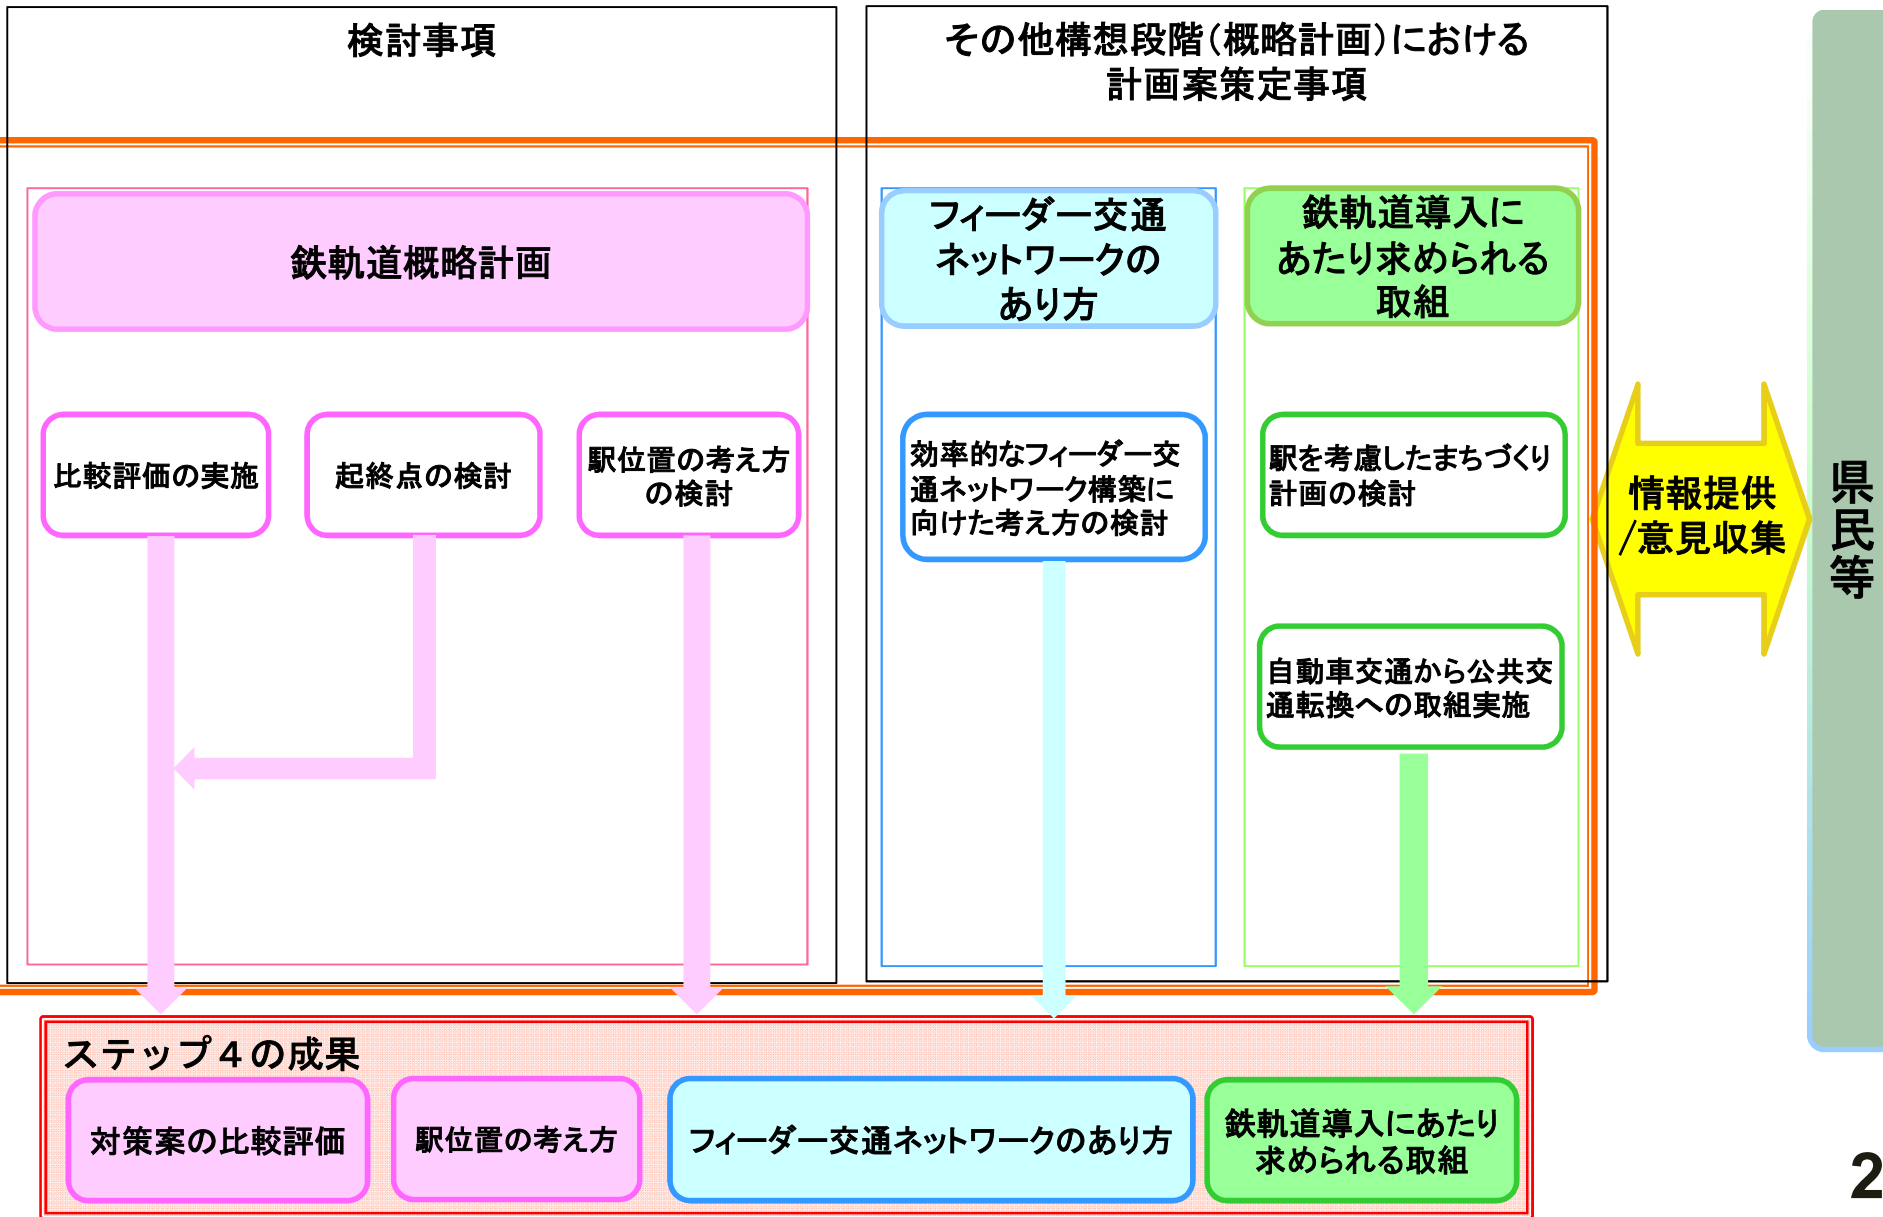 検討事項
その他構想段階(概略計画)における
計画案策定事項
鉄軌道概略計画
フィーダー交通
ネットワークの
あり方
鉄軌道導入に
あたり求められる
取組
比較評価の実施
起終点の検討
駅位置の考え方
の検討
効率的なフィーダー交
通ネットワーク構築に
向けた考え方の検討
駅を考慮したまちづくり
計画の検討
自動車交通から公共交
通転換への取組実施
情報提供
/意見収集
県民等
ステップ4の成果
対策案の比較評価
駅位置の考え方
フィーダー交通ネットワークのあり方
鉄軌道導入にあたり
求められる取組
2